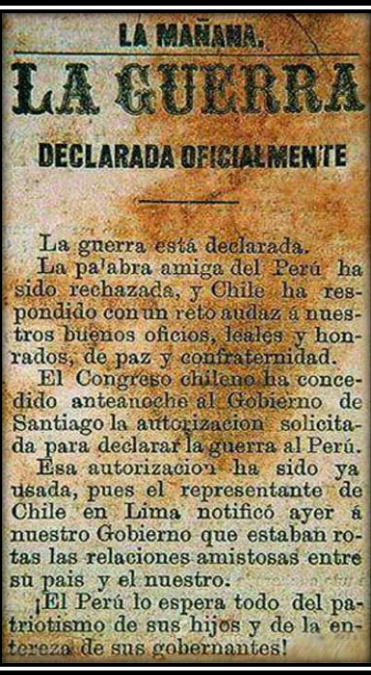 LA MAÑANA.
LA GUERRA
DECLARADA OFICIALMENTE
La guerra está declarada.
La palabra amiga del Perú ha
sido rechazada, y Chile ha res-
pondido con un reto audaz á nues-
tros buenos oficios, leales y hon-
rados, de paz y confraternidad.
El Congreso chileno ha conce-
dido anteanoche al Gobierno de
Santiago la autorizacion solicita-
da para declarar la guerra al Perú.
Esa autorizacion ha sido ya
usada, pues el representante de
Chile en Lima notificó ayer á
nuestro Gobierno que estaban ro-
tas las relaciones amistosas entre
su pais y el nuestro.
¡El Perú lo espera todo del pa-
triotismo de sus hijos y de la en-
tereza de sus gobernantes!